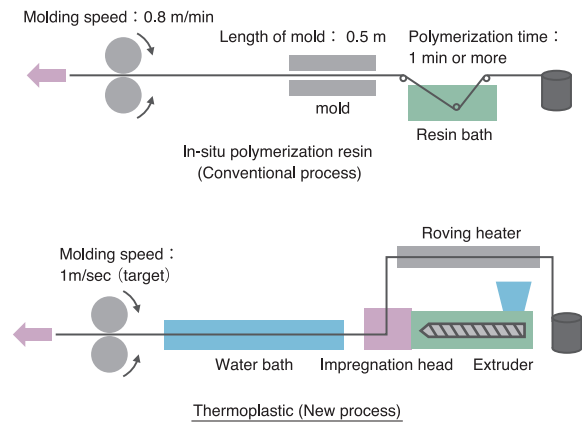 Molding speed：0.8 m/min
Length of mold： 0.5 m
Polymerization time：
1 min or more
mold
Resin bath
In-situ polymerization resin
(Conventional process)
Roving heater
Molding speed：
1m/sec（target）
Water bath
Impregnation head
Extruder
Thermoplastic (New process)